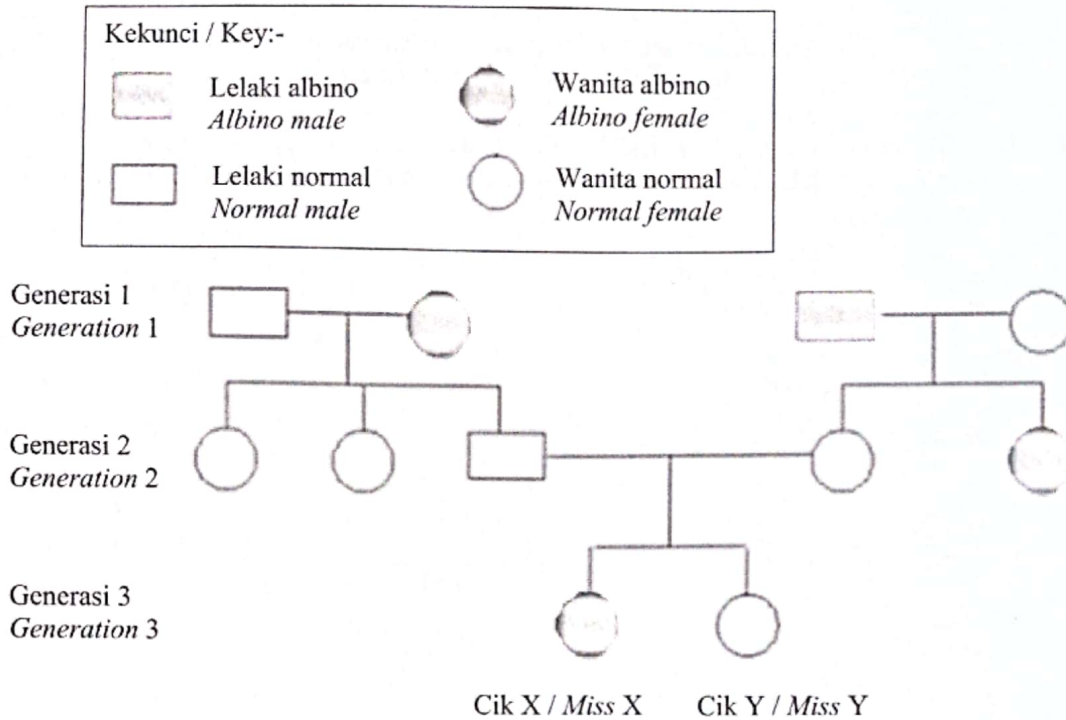 Kekunci / Key:-
Lelaki albino
Albino male
Wanita albino
Albino female
Lelaki normal
Normal male
Wanita normal
Normal female
Generasi 1
Generation 1
Generasi 2
Generation 2
Generasi 3
Generation 3
Cik X / Miss X
Cik Y / Miss Y